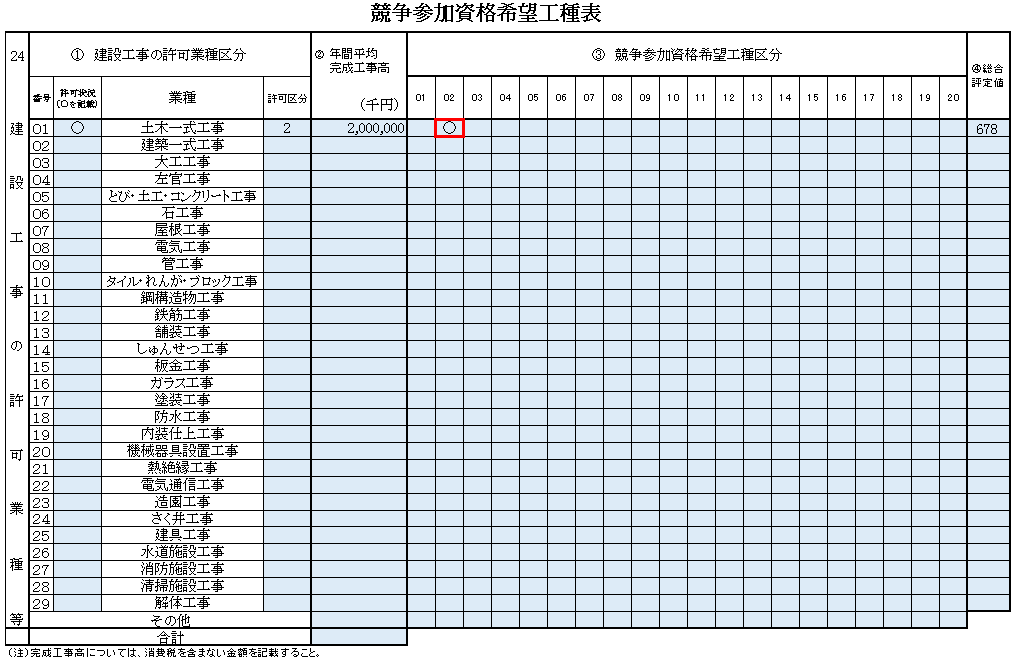 競争参加資格希望工種表
24
① 建設工事の許可業種区分
② 年間平均
完成工事高
(千円)
③ 競争参加資格希望工種区分
④総合
評定値
番号 許可状況
(〇を記載) 業種 許可区分
01 02 03 04 05 06 07 08 09 10 11 12 13 14 15 16 17 18 19 20
建設工事の許可業種等
01 〇 土木一式工事 2 2,000,000 〇 678
02 建築一式工事
03 大工工事
04 左官工事
05 とび・土工・コンクリート工事
06 石工事
07 屋根工事
08 電気工事
09 管工事
10 タイル・れんが・ブロック工事
11 鋼構造物工事
12 鉄筋工事
13 舗装工事
14 しゅんせつ工事
15 板金工事
16 ガラス工事
17 塗装工事
18 防水工事
19 内装仕上工事
20 機械器具設置工事
21 熱絶縁工事
22 電気通信工事
23 造園工事
24 さく井工事
25 建具工事
26 水道施設工事
27 消防施設工事
28 清掃施設工事
29 解体工事
その他
合計
(注)完成工事高については、消費税を含まない金額を記載すること。